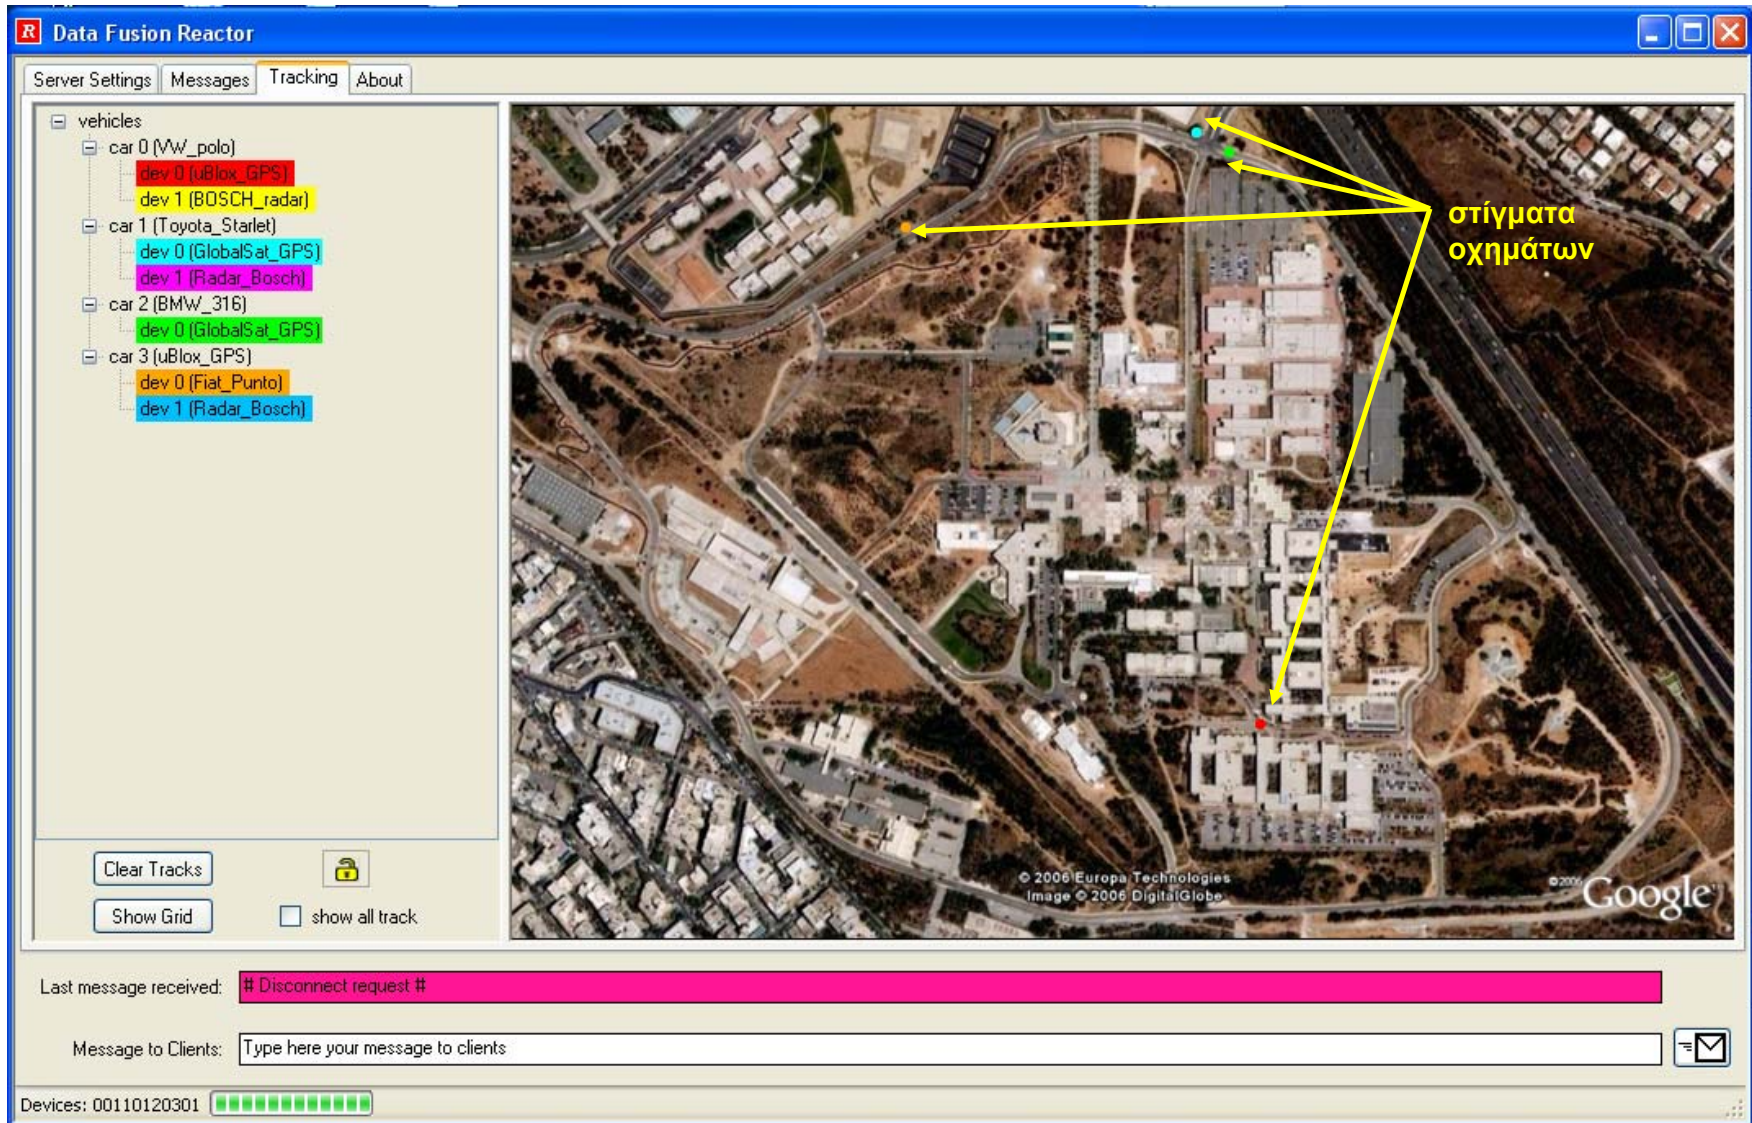 R Data Fusion Reactor
Server Settings Messages Tracking About
vehicles
car 0 (VW_polo)
dev 0 (uBlox_GPS)
dev 1 (BOSCH_radar)
car 1 (Toyota_Starlet)
dev 0 (GlobalSat_GPS)
dev 1 (Radar_Bosch)
car 2 (BMW_316)
dev 0 (GlobalSat_GPS)
car 3 (uBlox_GPS)
dev 0 (Fiat_Punto)
dev 1 (Radar_Bosch)
στίγματα
οχημάτων
Clear Tracks
Show Grid
show all track
© 2006 Europa Technologies
Image © 2006 DigitalGlobe
©2006 Google™
Last message received: # Disconnect request #
Message to Clients: Type here your message to clients
Devices: 00110120301